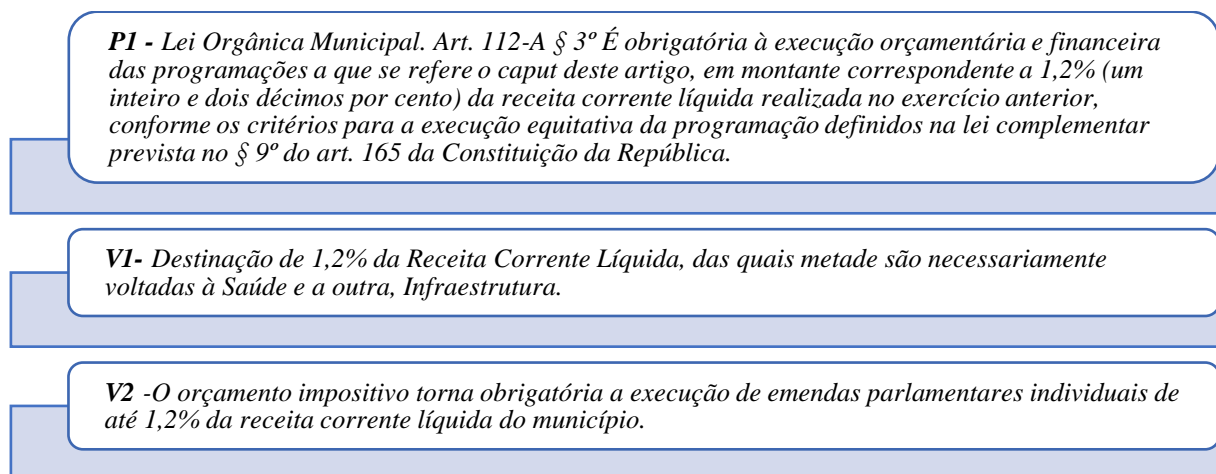 P1 - Lei Orgânica Municipal. Art. 112-A § 3º É obrigatória à execução orçamentária e financeira
das programações a que se refere o caput deste artigo, em montante correspondente a 1,2% (um
inteiro e dois décimos por cento) da receita corrente líquida realizada no exercício anterior,
conforme os critérios para a execução equitativa da programação definidos na lei complementar
prevista no § 9º do art. 165 da Constituição da República.
V1- Destinação de 1,2% da Receita Corrente Líquida, das quais metade são necessariamente
voltadas à Saúde e a outra, Infraestrutura.
V2 -O orçamento impositivo torna obrigatória a execução de emendas parlamentares individuais de
até 1,2% da receita corrente líquida do município.